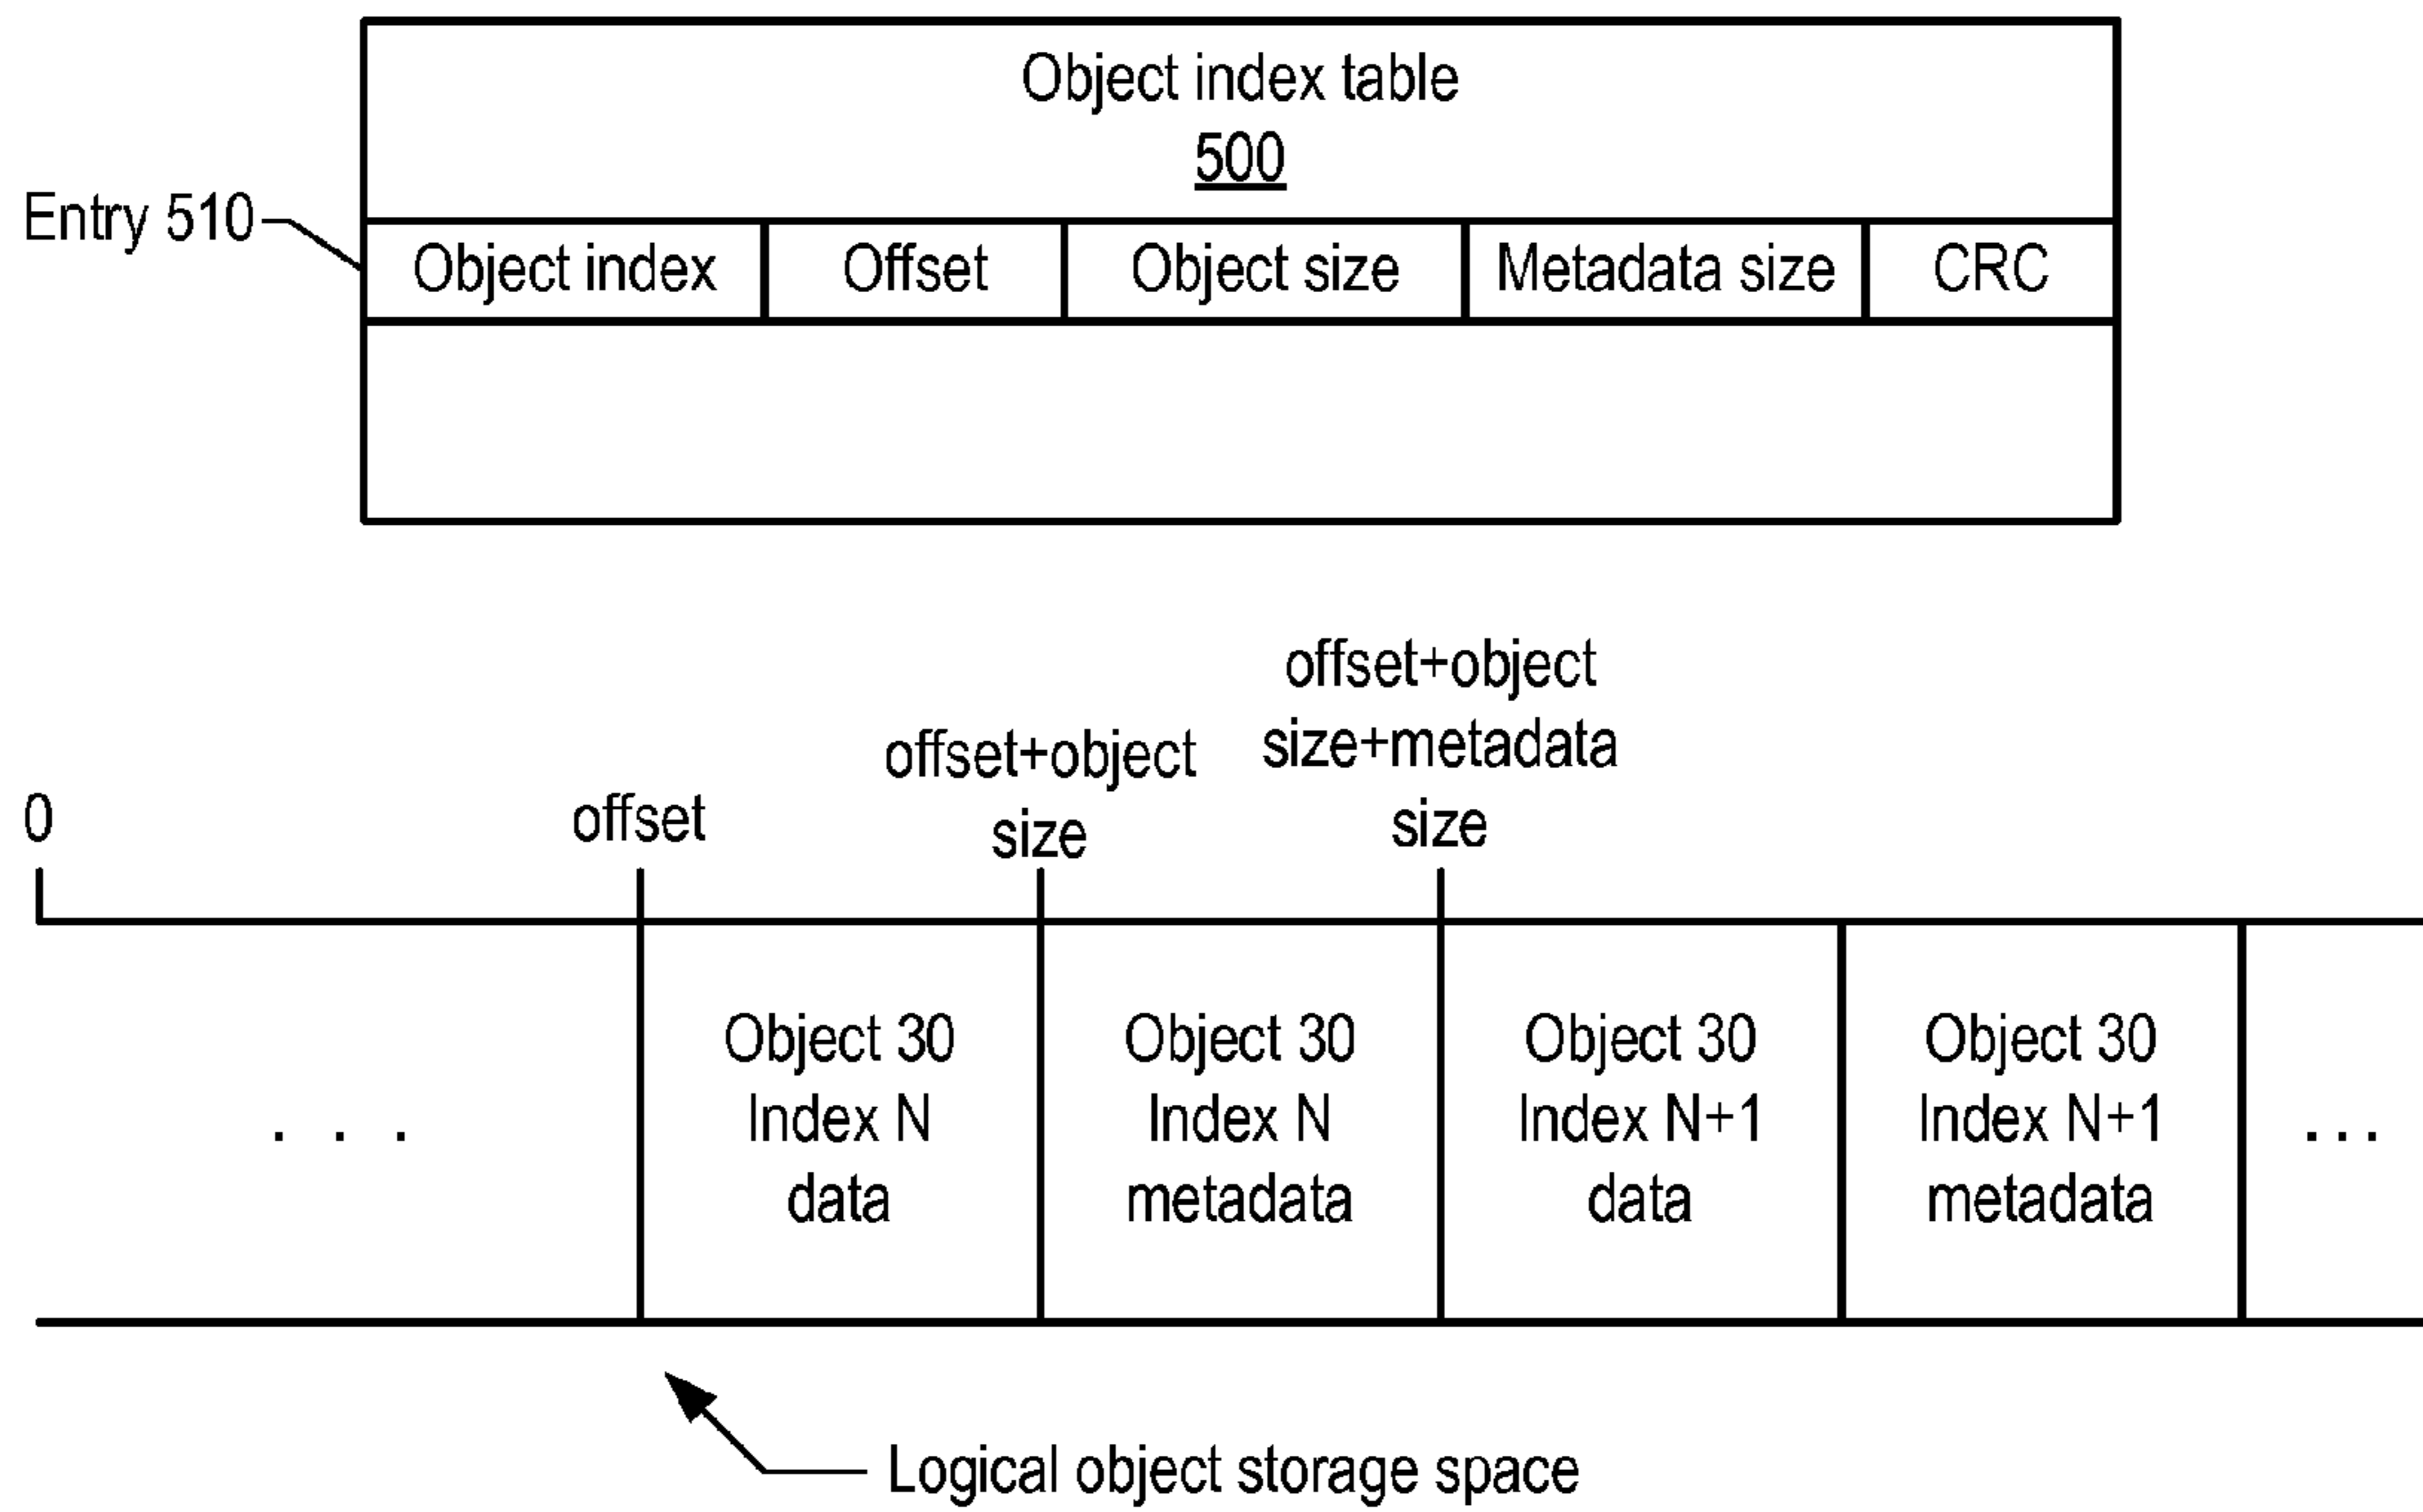 Object index table
500
Entry 510
Object index
Offset
Object size
Metadata size
CRC
0
offset
offset+object
size
offset+object
size+metadata
size
. . .
Object 30
Index N
data
Object 30
Index N
metadata
Object 30
Index N+1
data
Object 30
Index N+1
metadata
. . .
Logical object storage space